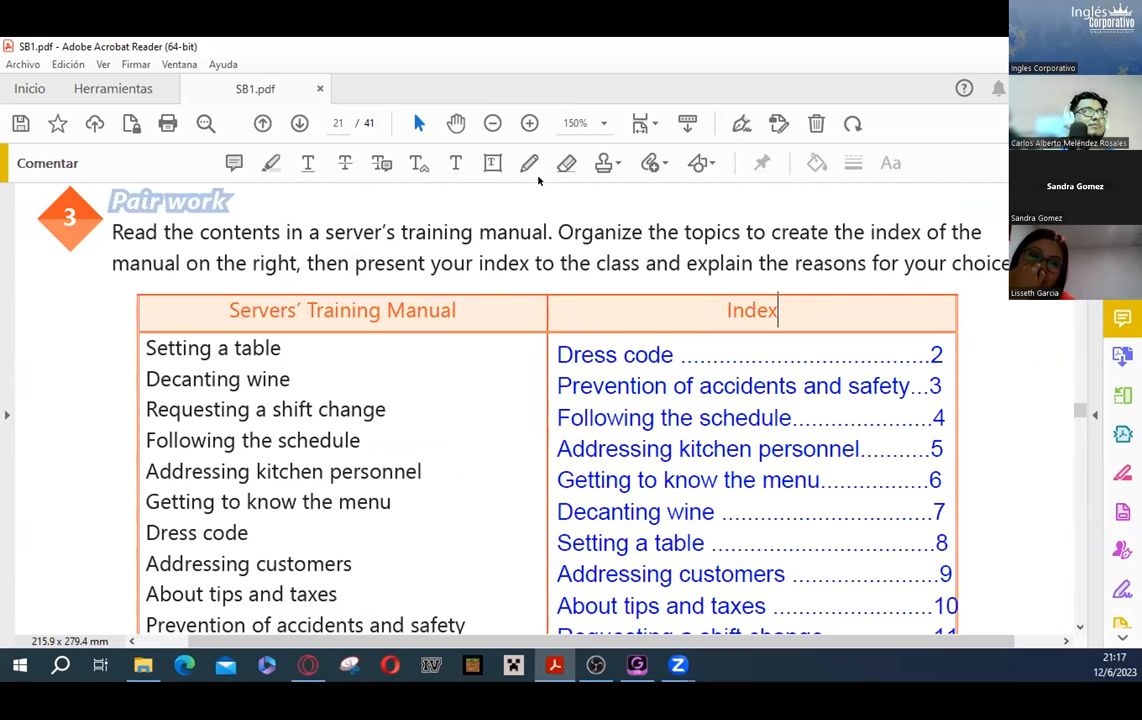 Inglés
Corporativo
SB1.pdf - Adobe Acrobat Reader (64-bit)
Archivo Edición Ver Firmar Ventana Ayuda
Ingles Corporativo
Inicio Herramientas SB1.pdf ×
21 / 41 150%
Carlos Alberto Meléndez Rosales
Comentar
Aa
Sandra Gomez
Sandra Gomez
3 Pair work
Read the contents in a server's training manual. Organize the topics to create the index of the
manual on the right, then present your index to the class and explain the reasons for your choice
Lisseth Garcia
Servers' Training Manual Index
Setting a table
Decanting wine
Requesting a shift change
Following the schedule
Addressing kitchen personnel
Getting to know the menu
Dress code
Addressing customers
About tips and taxes
Prevention of accidents and safety
Dress code ....................................2
Prevention of accidents and safety...3
Following the schedule....................4
Addressing kitchen personnel...........5
Getting to know the menu................6
Decanting wine ..............................7
Setting a table ................................8
Addressing customers .....................9
About tips and taxes ......................10
Requesting a shift change 11
215.9 x 279.4 mm
21:17
12/6/2023